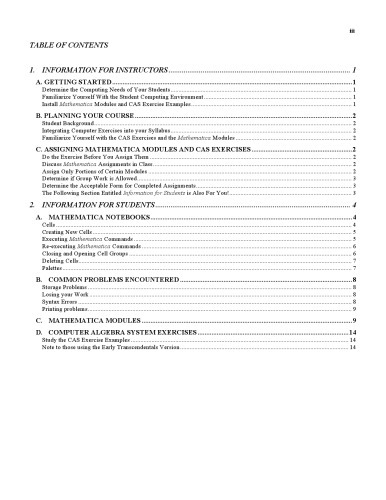 iii
TABLE OF CONTENTS
1. INFORMATION FOR INSTRUCTORS 1
A. GETTING STARTED 1
Determine the Computing Needs of Your Students 1
Familiarize Yourself With the Student Computing Environment 1
Install Mathematica Modules and CAS Exercise Examples 1
B. PLANNING YOUR COURSE 2
Student Background 2
Integrating Computer Exercises into your Syllabus 2
Familiarize Yourself with the CAS Exercises and the Mathematica Modules 2
C. ASSIGNING MATHEMATICA MODULES AND CAS EXERCISES 2
Do the Exercise Before You Assign Them 2
Discuss Mathematica Assignments in Class 2
Assign Only Portions of Certain Modules 2
Determine if Group Work is Allowed 3
Determine the Acceptable Form for Completed Assignments 3
The Following Section Entitled Information for Students is Also For You! 3
2. INFORMATION FOR STUDENTS 4
A. MATHEMATICA NOTEBOOKS 4
Cells 4
Creating New Cells 5
Executing Mathematica Commands 5
Re-executing Mathematica Commands 6
Closing and Opening Cell Groups 6
Deleting Cells 7
Palettes 7
B. COMMON PROBLEMS ENCOUNTERED 8
Storage Problems 8
Losing your Work 8
Syntax Errors 8
Printing problems 9
C. MATHEMATICA MODULES 9
D. COMPUTER ALGEBRA SYSTEM EXERCISES 14
Study the CAS Exercise Examples 14
Note to those using the Early Transcendentals Version 14